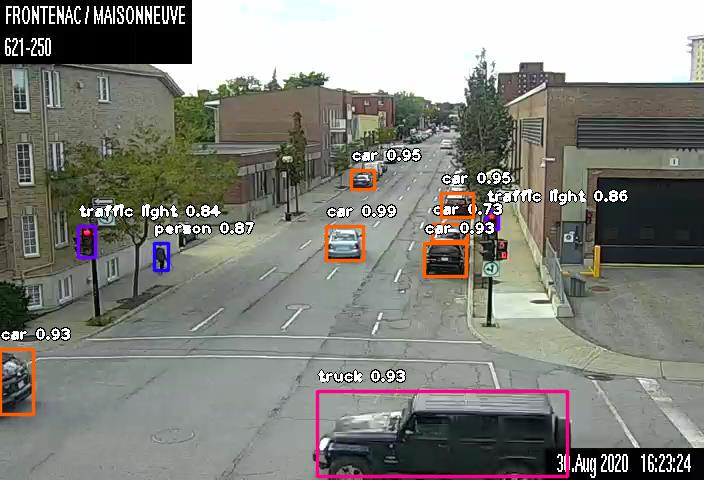 FRONTENAC / MAISONNEUVE
621-250
car 0.95
car 0.95
traffic light 0.86
traffic light 0.84
car 0.99
car 0.73
person 0.87
car 0.93
car 0.93
truck 0.93
30.Aug 2020 16:23:24